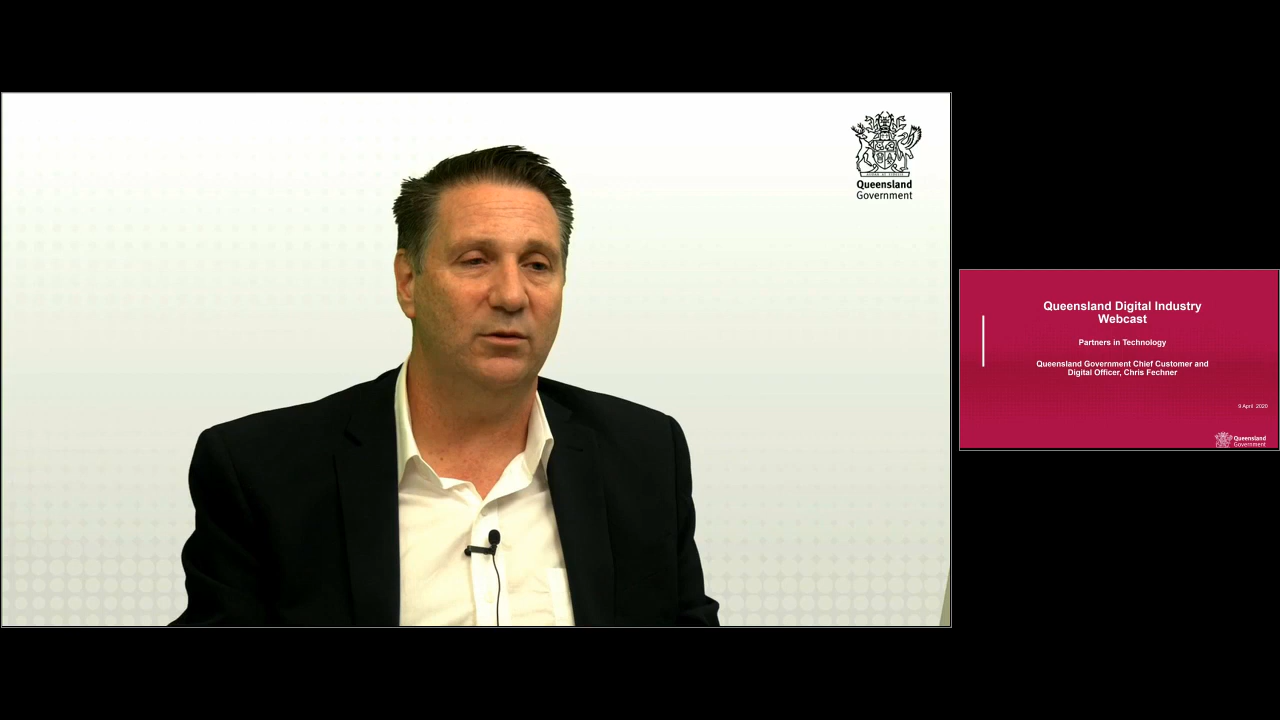 Queensland
Government
Queensland Digital Industry
Webcast
Partners in Technology
Queensland Government Chief Customer and
Digital Officer, Chris Fechner
9 April 2020
Queensland
Government